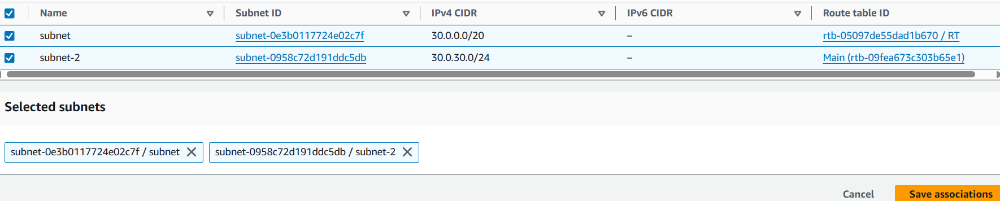 Name Subnet ID IPv4 CIDR IPv6 CIDR Route table ID
subnet subnet-0e3b0117724e02c7f 30.0.0.0/20 – rtb-05097de55dad1b670 / RT
subnet-2 subnet-0958c72d191ddc5db 30.0.30.0/24 – Main (rtb-09fea673c303b65e1)
Selected subnets
subnet-0e3b0117724e02c7f / subnet subnet-0958c72d191ddc5db / subnet-2
Cancel Save associations